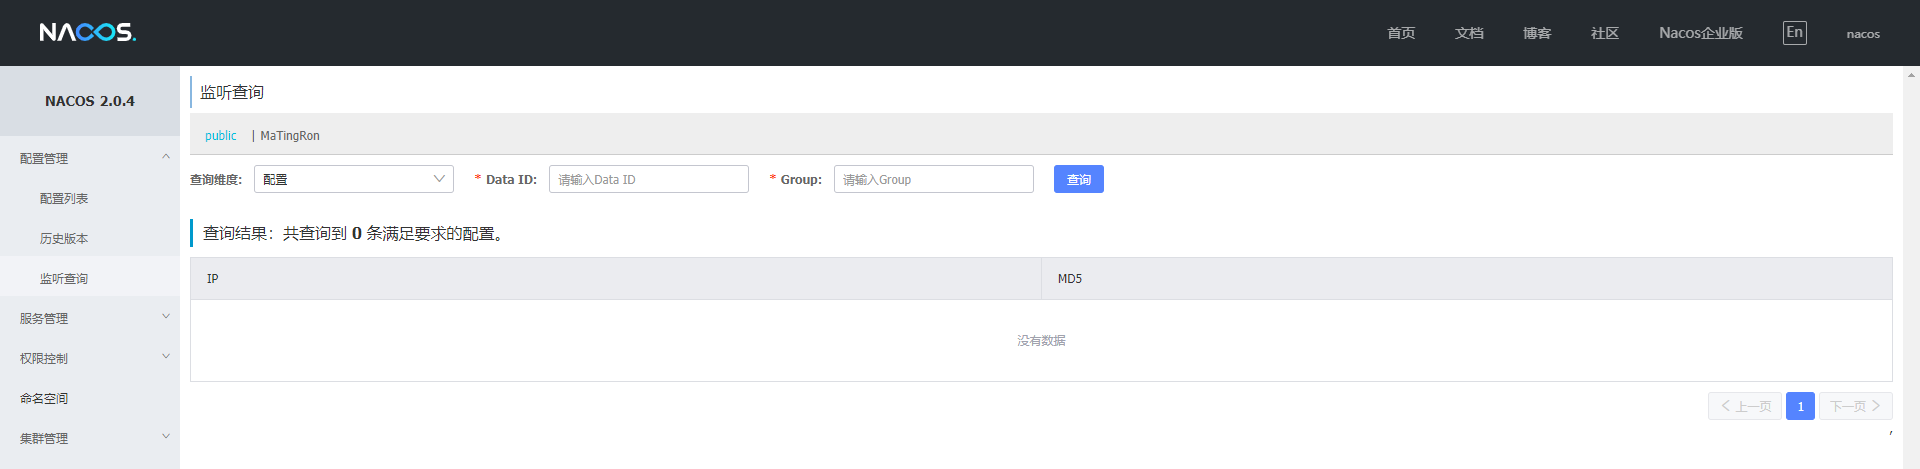 NACOS.
首页 文档 博客 社区 Nacos企业版 En nacos
NACOS 2.0.4
配置管理
配置列表
历史版本
监听查询
服务管理
权限控制
命名空间
集群管理
监听查询
public | MaTingRon
查询维度: 配置 * Data ID: 请输入Data ID * Group: 请输入Group 查询
查询结果：共查询到 0 条满足要求的配置。
IP MD5
没有数据
上一页 1 下一页
,